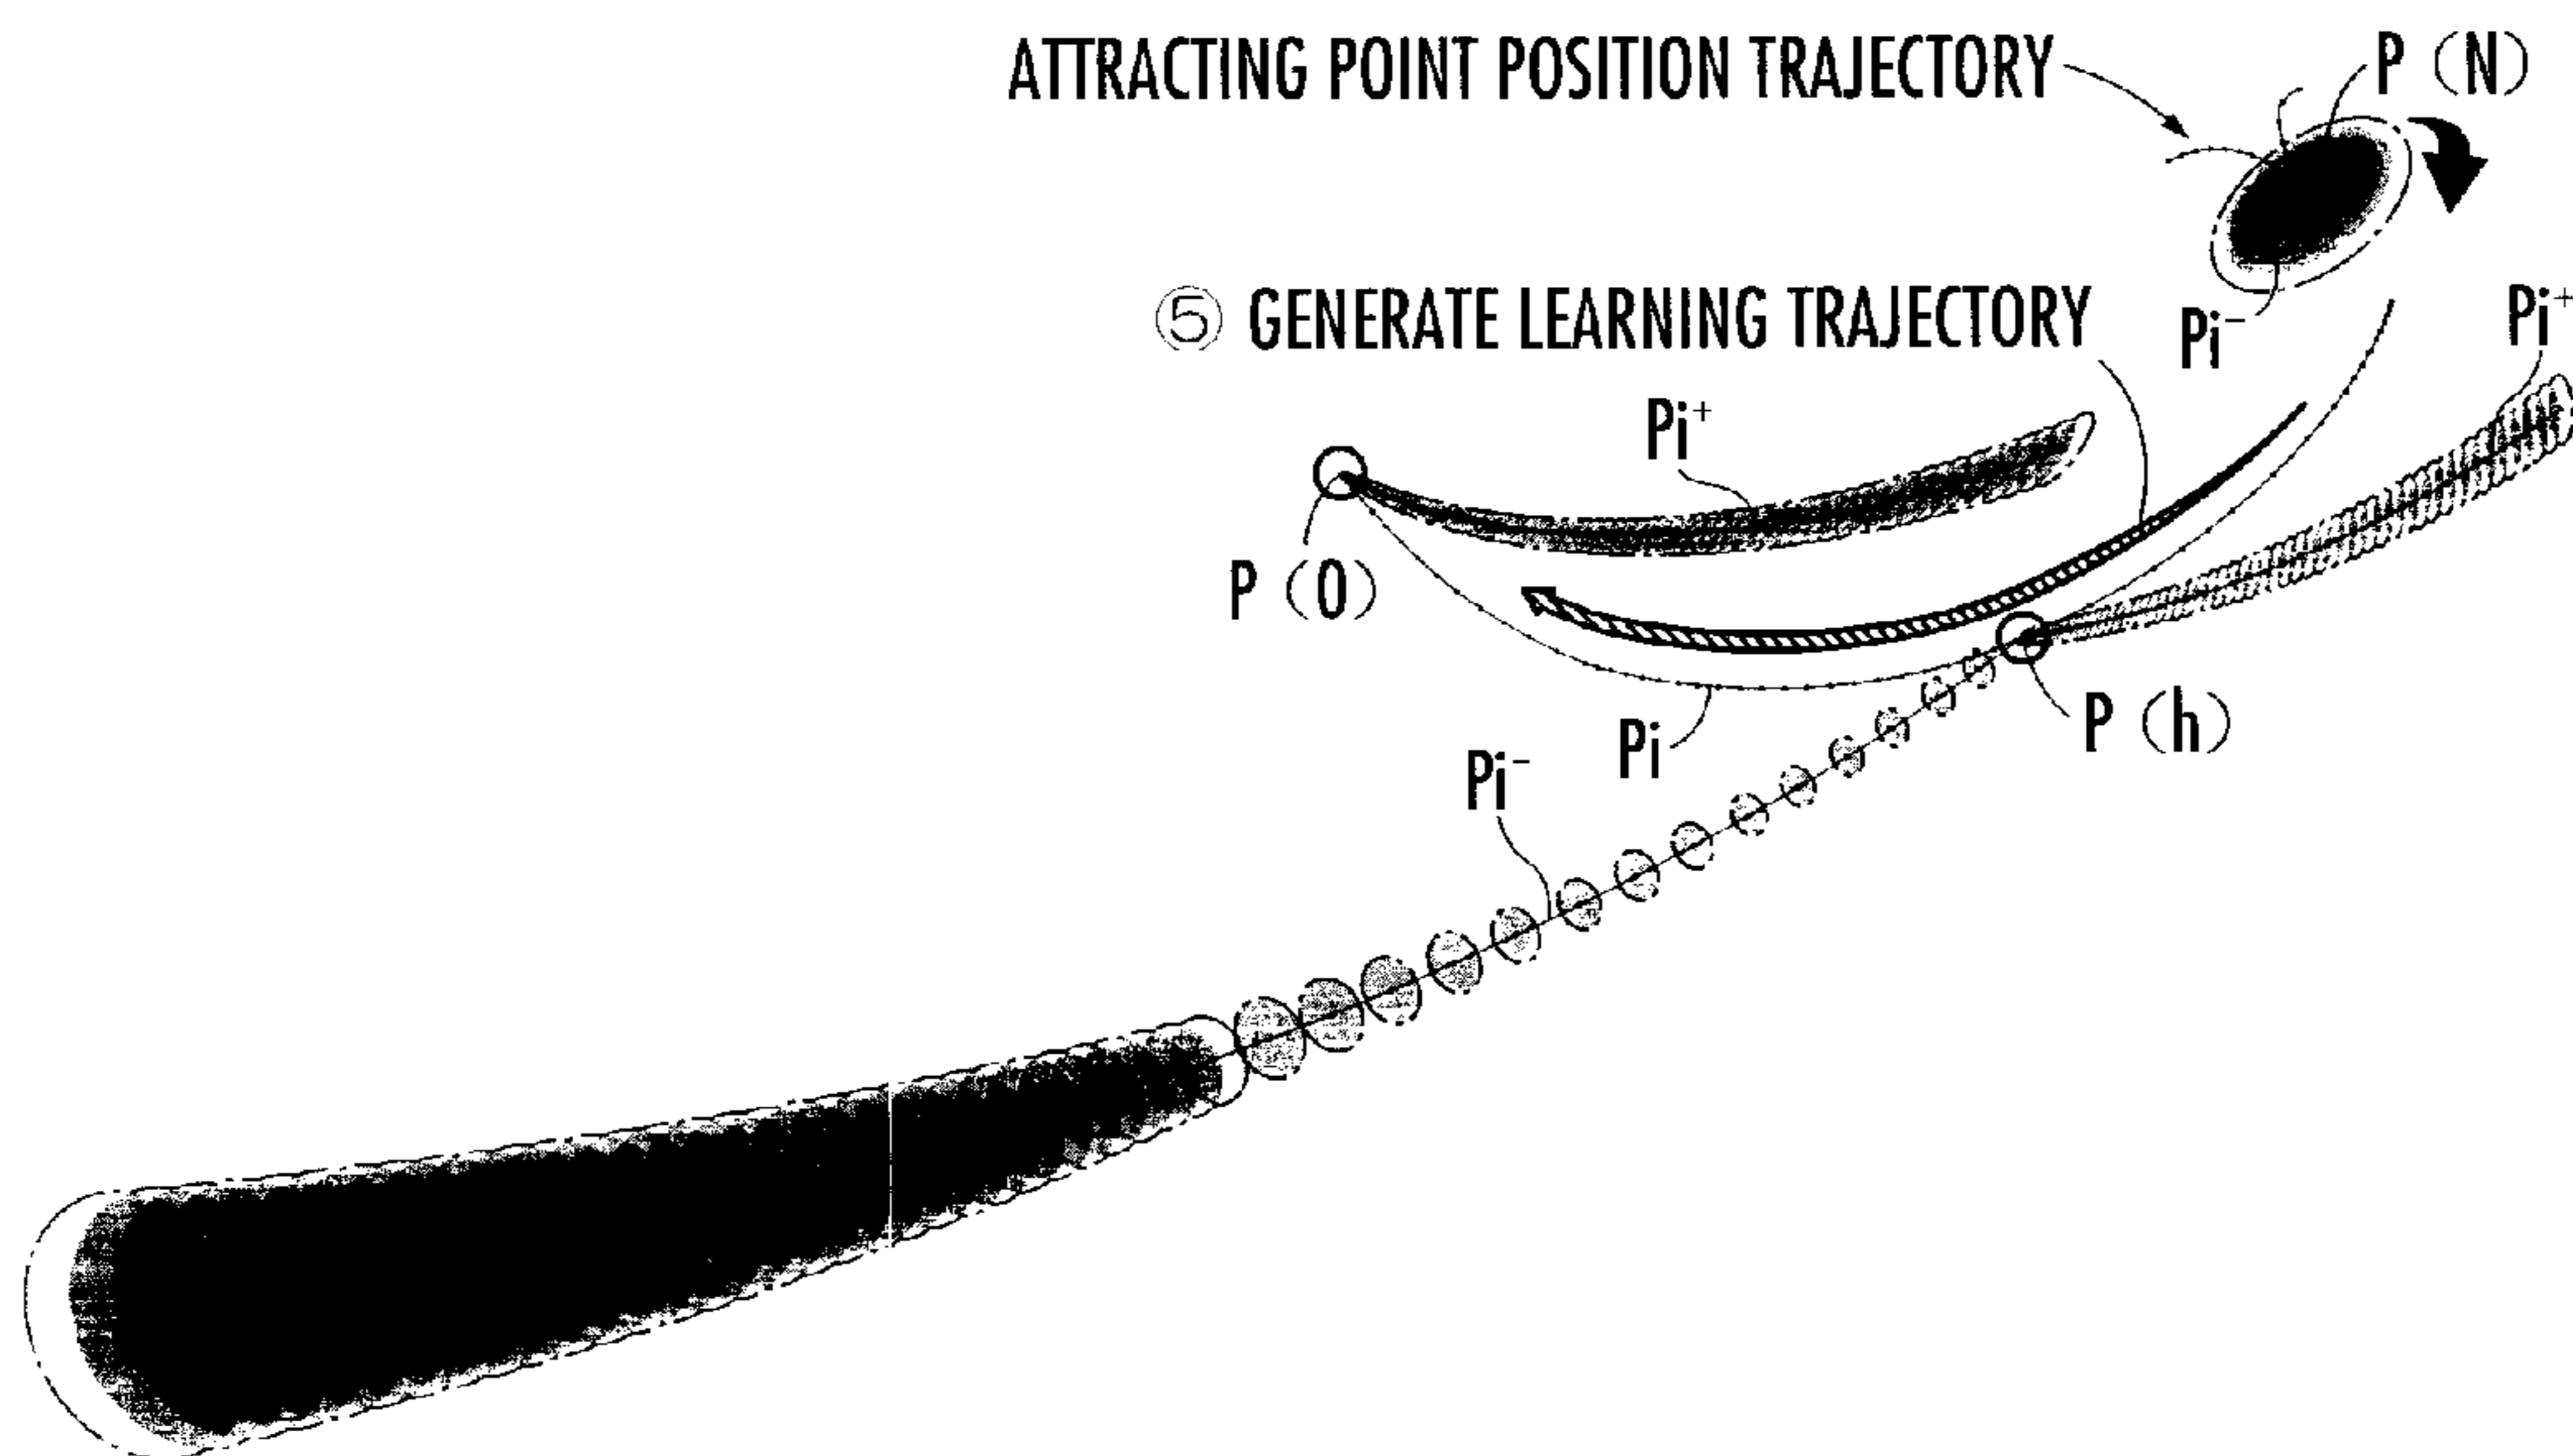 ATTRACTING POINT POSITION TRAJECTORY
P (N)
⑤ GENERATE LEARNING TRAJECTORY
Pi⁻
Pi⁺
Pi⁺
P (0)
P (h)
Pi
Pi⁻